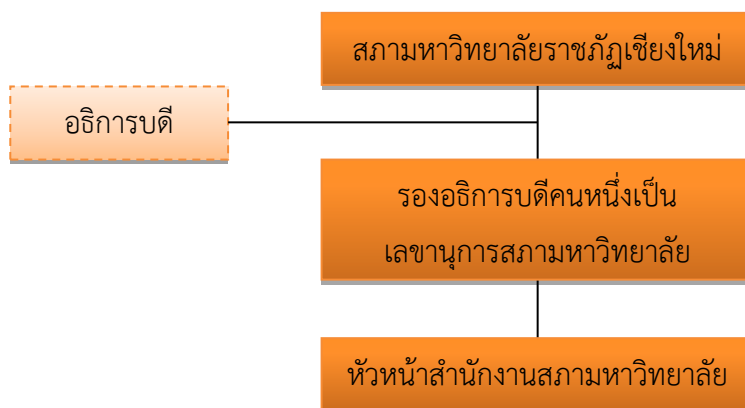 สภามหาวิทยาลัยราชภัฏเชียงใหม่
อธิการบดี
รองอธิการบดีคนหนึ่งเป็น
เลขานุการสภามหาวิทยาลัย
หัวหน้าสำนักงานสภามหาวิทยาลัย